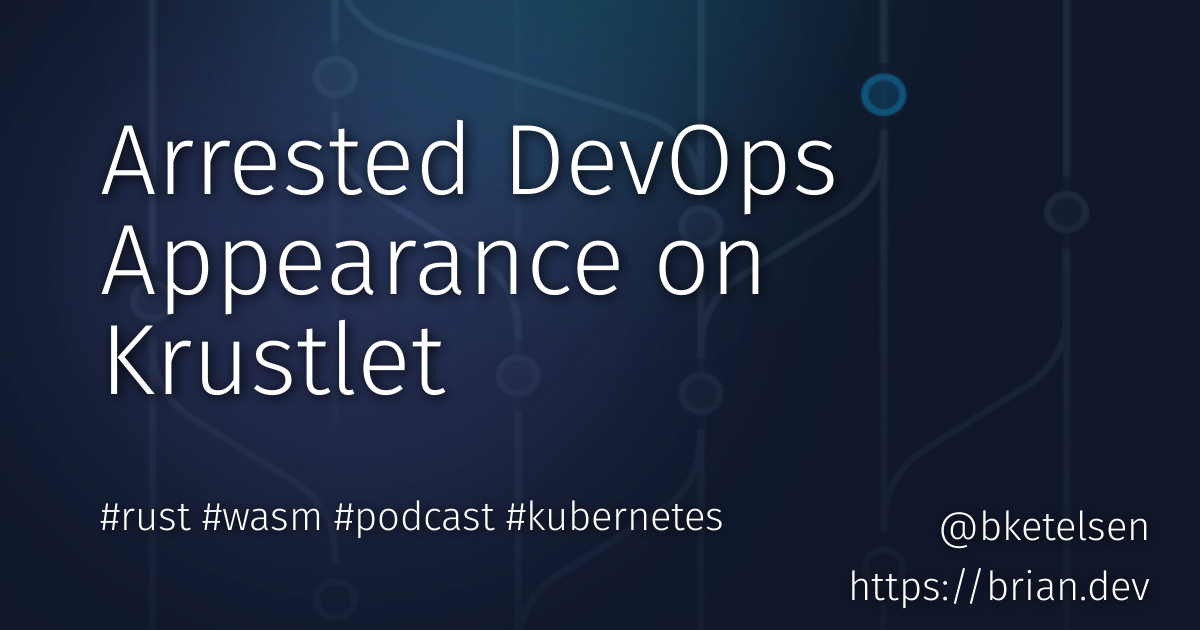 Arrested DevOps
Appearance on
Krustlet
#rust #wasm #podcast #kubernetes
@bketelsen
https://brian.dev